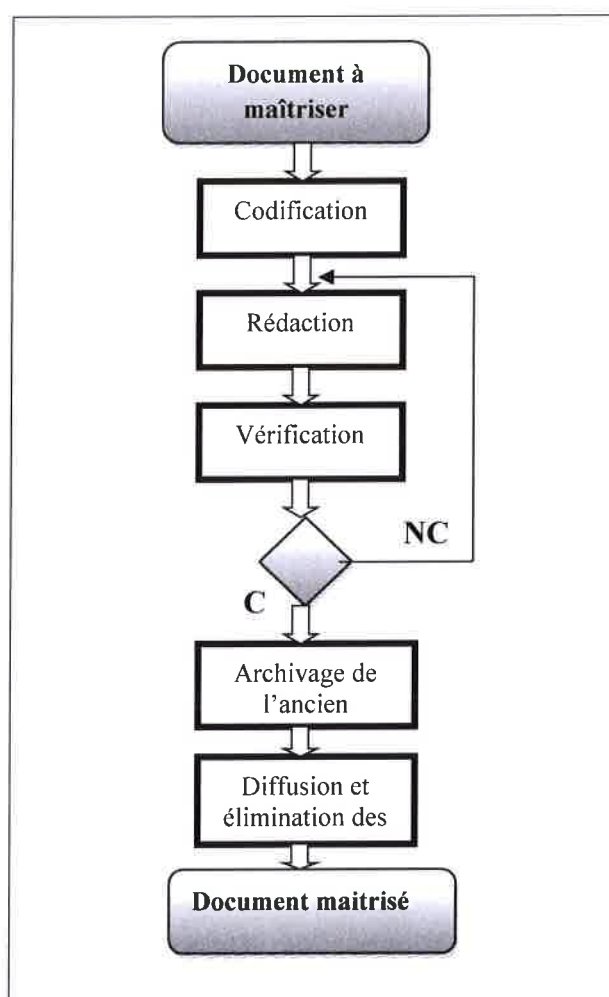 Document à
maîtriser
Codification
Rédaction
Vérification
NC
C
Archivage de
l’ancien
Diffusion et
élimination des
Document maitrisé